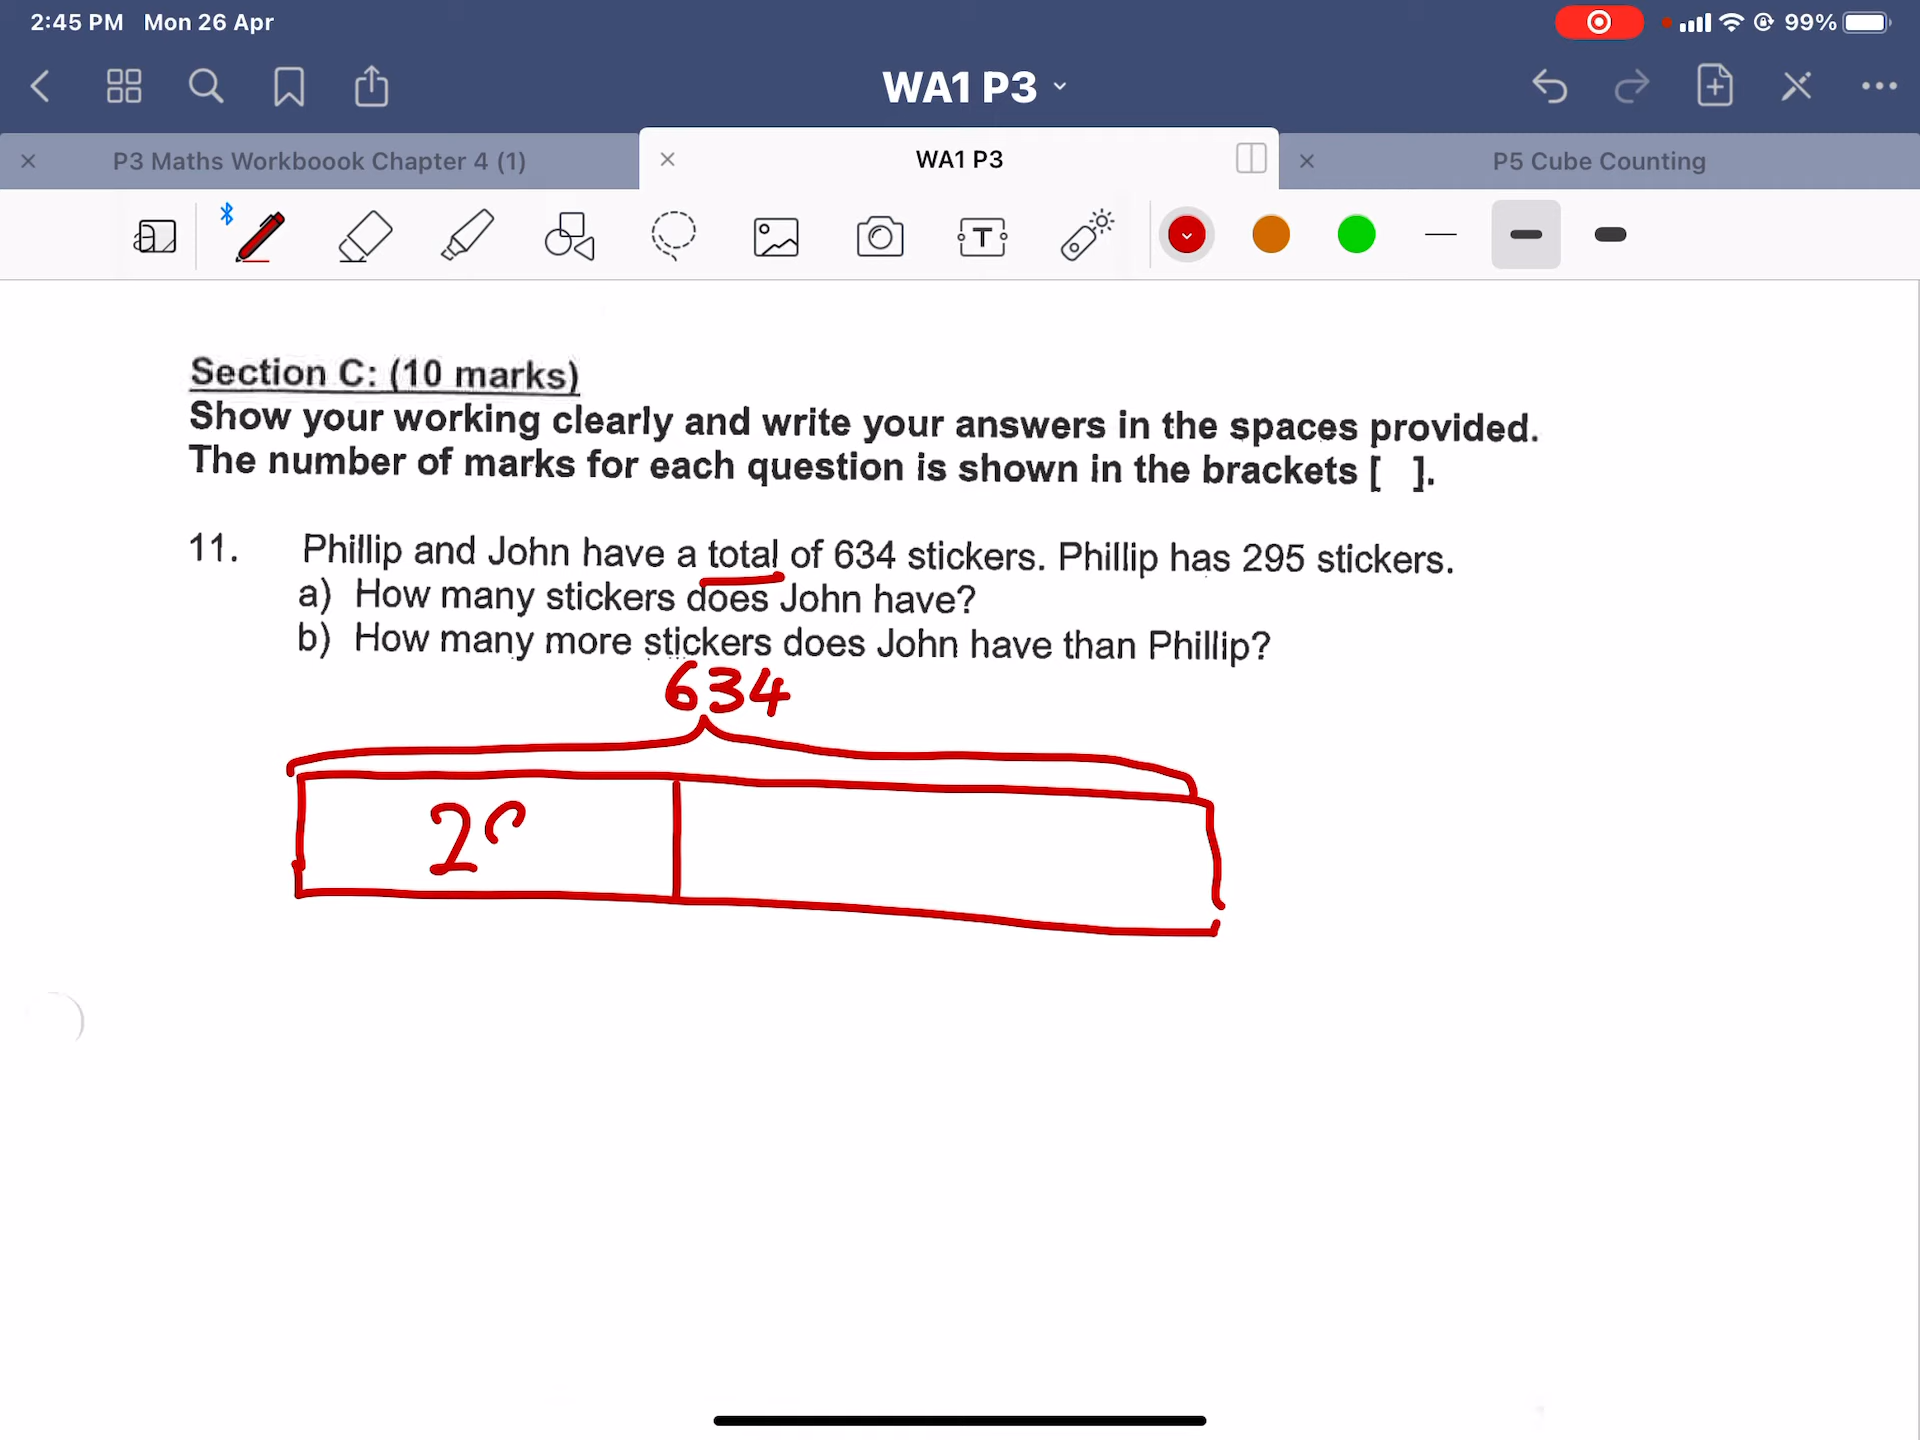 2:45 PM Mon 26 Apr
99%
WA1 P3
P3 Maths Workboook Chapter 4 (1)
WA1 P3
P5 Cube Counting
Section C: (10 marks)
Show your working clearly and write your answers in the spaces provided.
The number of marks for each question is shown in the brackets [ ].
11. Phillip and John have a total of 634 stickers. Phillip has 295 stickers.
a) How many stickers does John have?
b) How many more stickers does John have than Phillip?
634
2